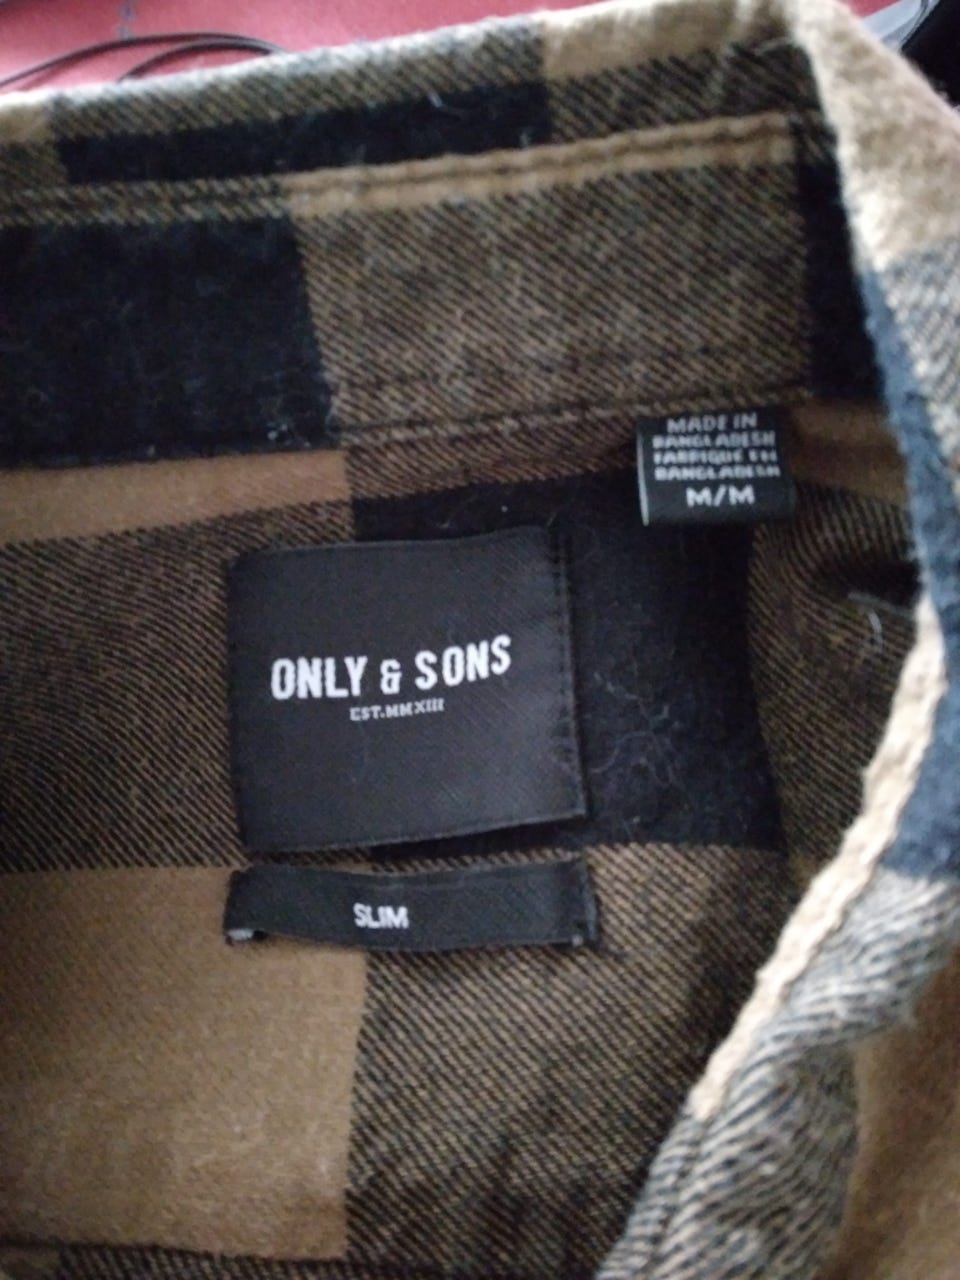 MADE IN
BANGLADESH
FABRIQUE EN
BANGLADESH
M/M
ONLY & SONS
EST.MMXIII
SLIM